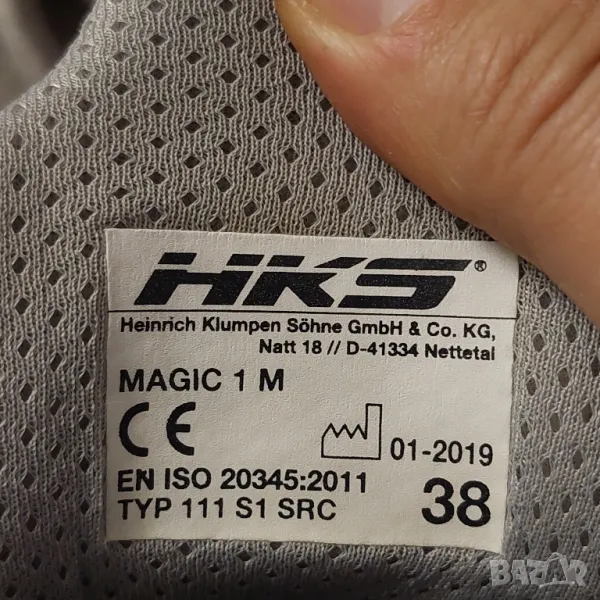 HKS®
Heinrich Klumpen Söhne GmbH & Co. KG,
Natt 18 // D-41334 Nettetal
MAGIC 1 M
CE
01-2019
EN ISO 20345:2011
TYP 111 S1 SRC 38
BAZAR